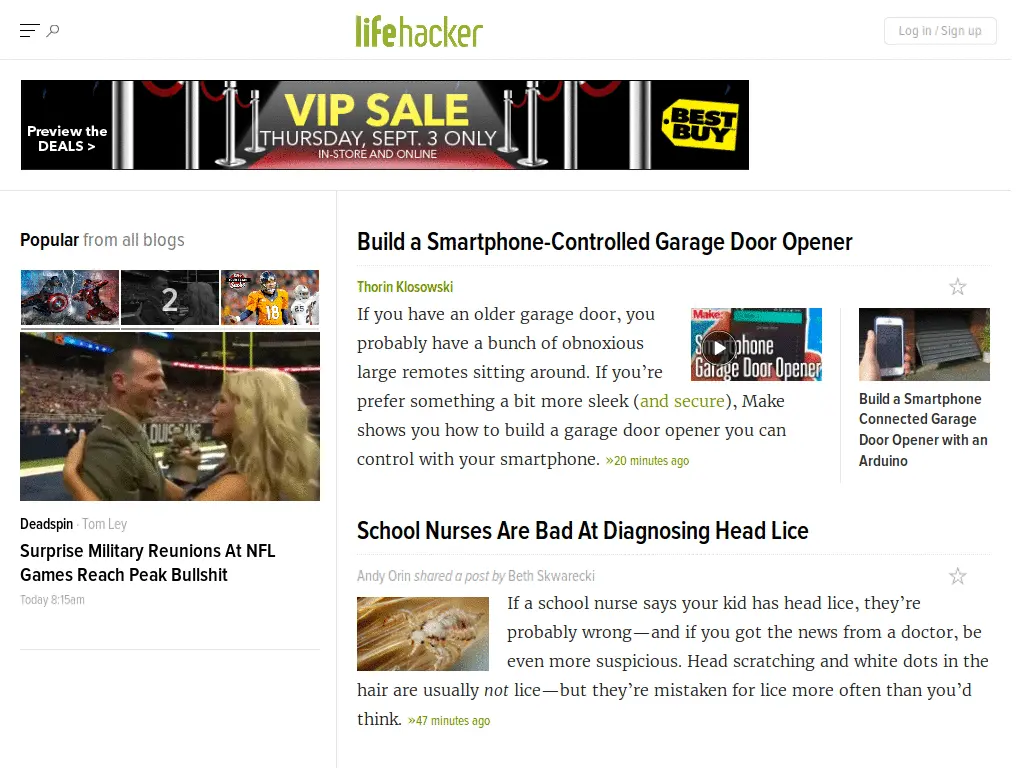 lifehacker
Log in / Sign up
Preview the
DEALS >
VIP SALE
THURSDAY, SEPT. 3 ONLY
IN-STORE AND ONLINE
BEST
BUY
Popular from all blogs
2
18
25
LOUISIANS
Deadspin · Tom Ley
Surprise Military Reunions At NFL
Games Reach Peak Bullshit
Today 8:15am
Build a Smartphone-Controlled Garage Door Opener
Thorin Klosowski
If you have an older garage door, you
probably have a bunch of obnoxious
large remotes sitting around. If you’re
prefer something a bit more sleek (and secure), Make
shows you how to build a garage door opener you can
control with your smartphone. »20 minutes ago
Make:
Garage Door Opener
Build a Smartphone
Connected Garage
Door Opener with an
Arduino
School Nurses Are Bad At Diagnosing Head Lice
Andy Orin shared a post by Beth Skwarecki
If a school nurse says your kid has head lice, they’re
probably wrong—and if you got the news from a doctor, be
even more suspicious. Head scratching and white dots in the
hair are usually not lice—but they’re mistaken for lice more often than you’d
think. »47 minutes ago